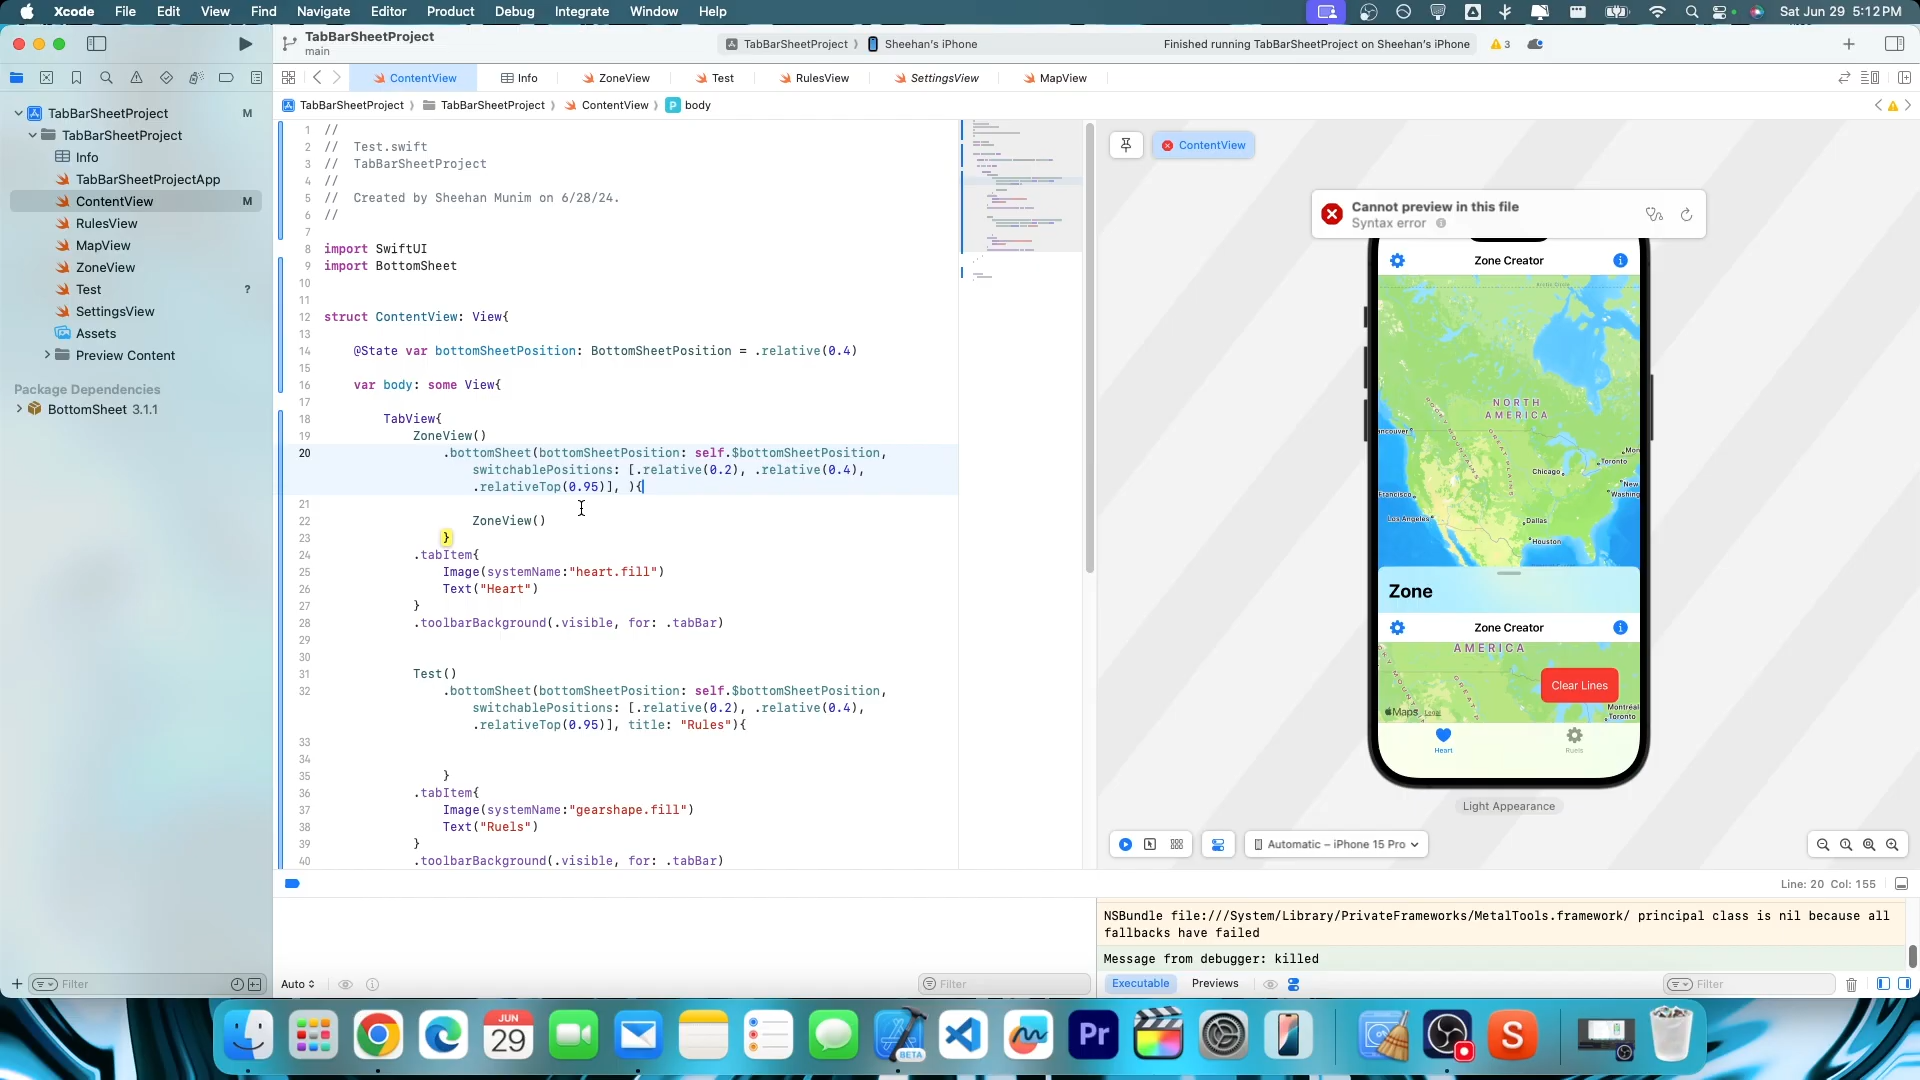 Xcode File Edit View Find Navigate Editor Product Debug Integrate Window Help
Sat Jun 29 5:12 PM
TabBarSheetProject
main
TabBarSheetProject 〉 Sheehan's iPhone
Finished running TabBarSheetProject on Sheehan's iPhone
3
ContentView Info ZoneView Test RulesView SettingsView MapView
TabBarSheetProject 〉 TabBarSheetProject 〉 ContentView 〉 P body
TabBarSheetProject M
TabBarSheetProject
Info
TabBarSheetProjectApp
ContentView M
RulesView
MapView
ZoneView
Test ?
SettingsView
Assets
Preview Content
Package Dependencies
BottomSheet 3.1.1
1 //
2 // Test.swift
3 // TabBarSheetProject
4 //
5 // Created by Sheehan Munim on 6/28/24.
6 //
7
8 import SwiftUI
9 import BottomSheet
10
11
12 struct ContentView: View{
13
14 @State var bottomSheetPosition: BottomSheetPosition = .relative(0.4)
15
16 var body: some View{
17
18 TabView{
19 ZoneView()
20 .bottomSheet(bottomSheetPosition: self.$bottomSheetPosition,
switchablePositions: [.relative(0.2), .relative(0.4),
.relativeTop(0.95)], ){
21
22 ZoneView()
23 }
24 .tabItem{
25 Image(systemName:"heart.fill")
26 Text("Heart")
27 }
28 .toolbarBackground(.visible, for: .tabBar)
29
30
31 Test()
32 .bottomSheet(bottomSheetPosition: self.$bottomSheetPosition,
switchablePositions: [.relative(0.2), .relative(0.4),
.relativeTop(0.95)], title: "Rules"){
33
34
35 }
36 .tabItem{
37 Image(systemName:"gearshape.fill")
38 Text("Ruels")
39 }
40 .toolbarBackground(.visible, for: .tabBar)
ContentView
Cannot preview in this file
Syntax error
Zone Creator
NORTH
AMERICA
ROCKY MOUNTAINS
GREAT PLAINS
ancouver
Chicago
Toronto
Mon
New
Washing
Francisco
Los Angeles
Dallas
Houston
Zone
Zone Creator
AMERICA
Clear Lines
Maps Legal
Montréal
Toronto
Heart
Ruels
Light Appearance
Automatic – iPhone 15 Pro
Line: 20 Col: 155
NSBundle file:///System/Library/PrivateFrameworks/MetalTools.framework/ principal class is nil because all
fallbacks have failed
Message from debugger: killed
Filter
Auto
Filter
Executable Previews
Filter
JUN
29
BETA
Pr
S